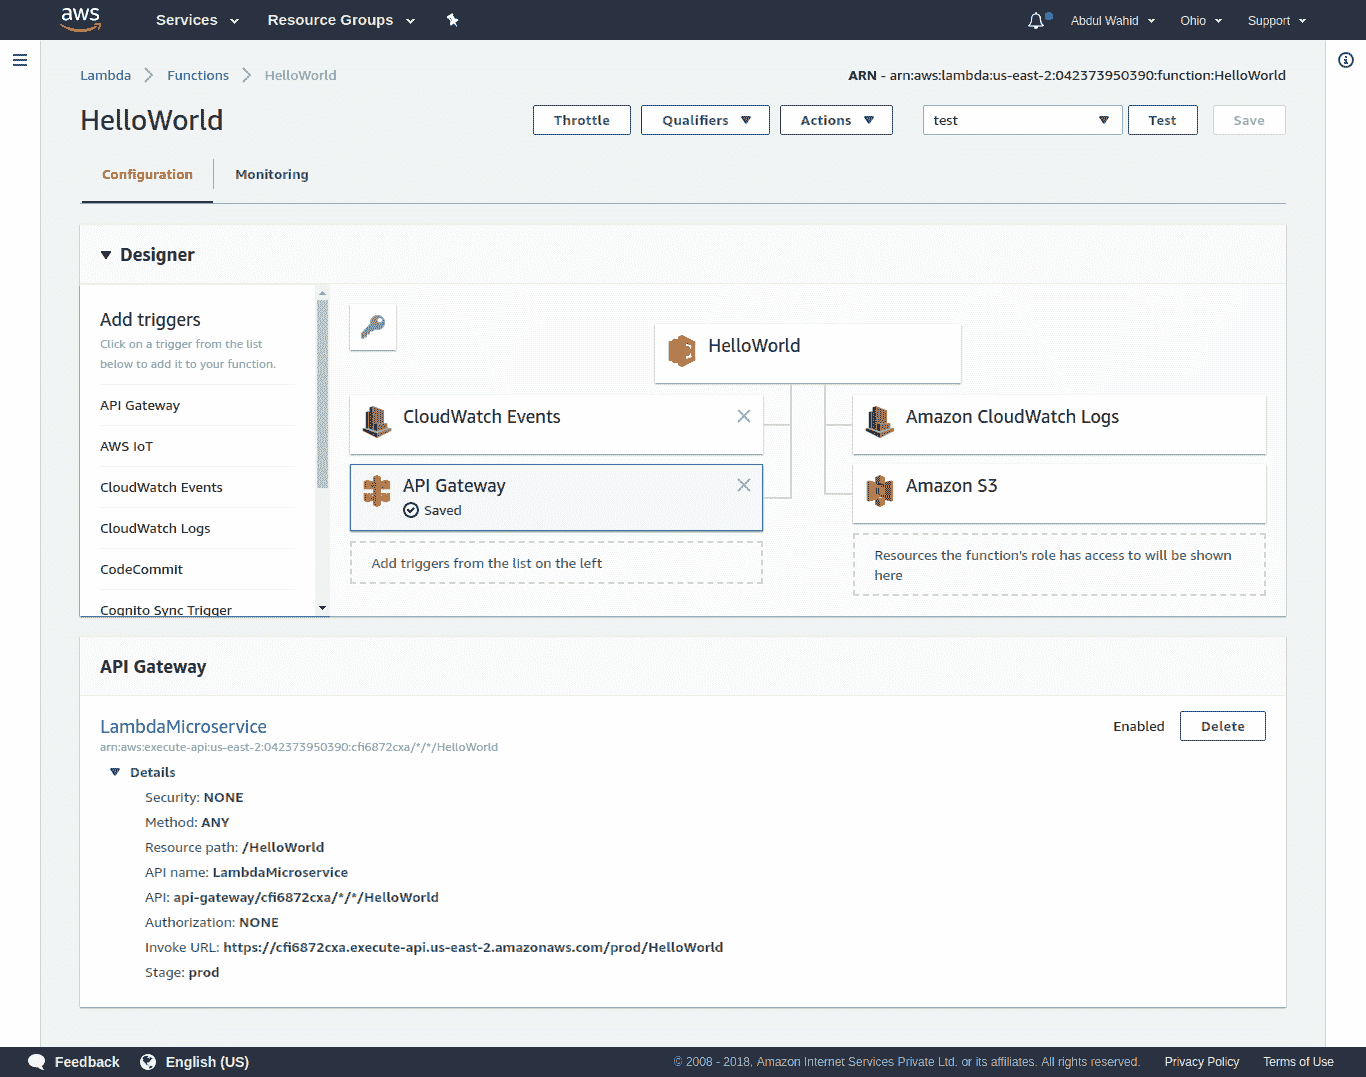 aws Services Resource Groups Abdul Wahid Ohio Support
Lambda Functions HelloWorld ARN - arn:aws:lambda:us-east-2:042373950390:function:HelloWorld
HelloWorld Throttle Qualifiers Actions test Test Save
Configuration Monitoring
Designer
Add triggers
Click on a trigger from the list
below to add it to your function.
API Gateway
AWS IoT
CloudWatch Events
CloudWatch Logs
CodeCommit
Cognito Sync Trigger
HelloWorld
CloudWatch Events
API Gateway
Saved
Add triggers from the list on the left
Amazon CloudWatch Logs
Amazon S3
Resources the function's role has access to will be shown
here
API Gateway
LambdaMicroservice Enabled Delete
arn:aws:execute-api:us-east-2:042373950390:cfi6872cxa/*/*/HelloWorld
Details
Security: NONE
Method: ANY
Resource path: /HelloWorld
API name: LambdaMicroservice
API: api-gateway/cfi6872cxa/*/*/HelloWorld
Authorization: NONE
Invoke URL: https://cfi6872cxa.execute-api.us-east-2.amazonaws.com/prod/HelloWorld
Stage: prod
Feedback English (US) © 2008 - 2018, Amazon Internet Services Private Ltd. or its affiliates. All rights reserved. Privacy Policy Terms of Use